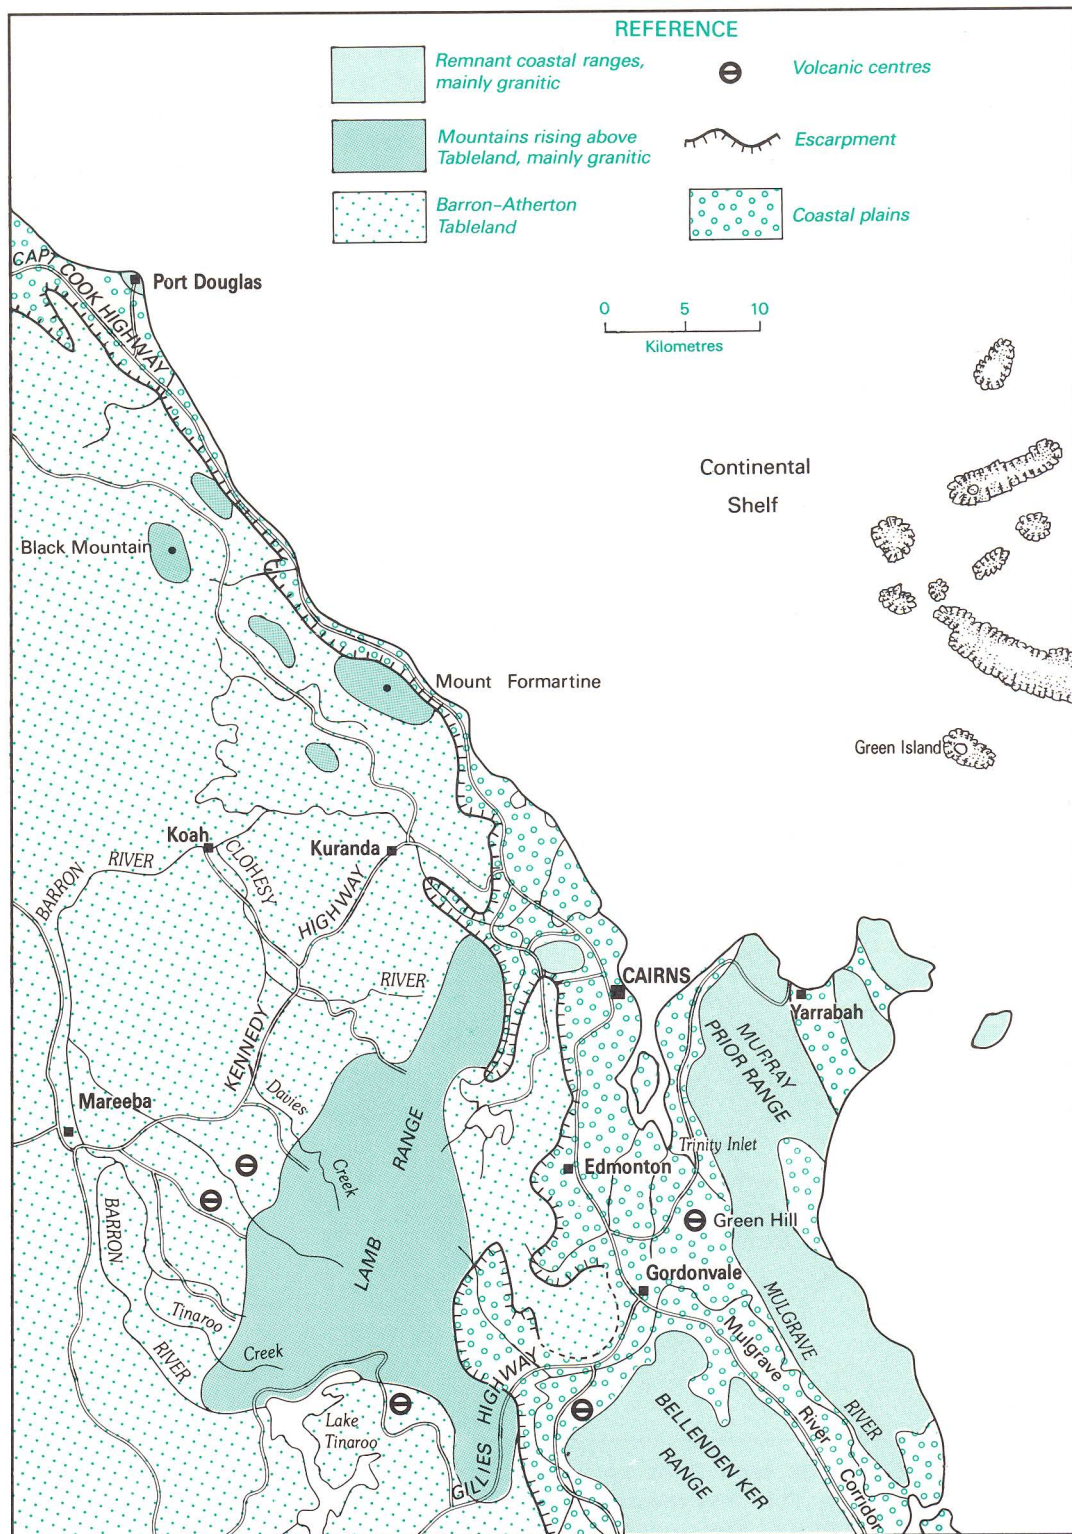 REFERENCE
Remnant coastal ranges,
mainly granitic
Volcanic centres
Mountains rising above
Tableland, mainly granitic
Escarpment
Barron-Atherton
Tableland
Coastal plains
0 5 10
Kilometres
CAPT COOK HIGHWAY
Port Douglas
Continental
Shelf
Black Mountain
Mount Formartine
Green Island
Koah
Kuranda
BARRON RIVER
CLOHESY RIVER
KENNEDY HIGHWAY
CAIRNS
Yarrabah
MURRAY
PRIOR RANGE
Mareeba
Davies
Creek
LAMB RANGE
Trinity Inlet
Edmonton
Green Hill
Gordonvale
BARRON RIVER
Tinaroo Creek
MULGRAVE RIVER
Mulgrave River Corridor
Lake
Tinaroo
GILLIES HIGHWAY
BELLENDEN KER
RANGE